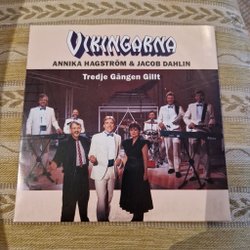 VIKINGARNA
ANNIKA HAGSTRÖM & JACOB DAHLIN
Tredje Gången Gillt